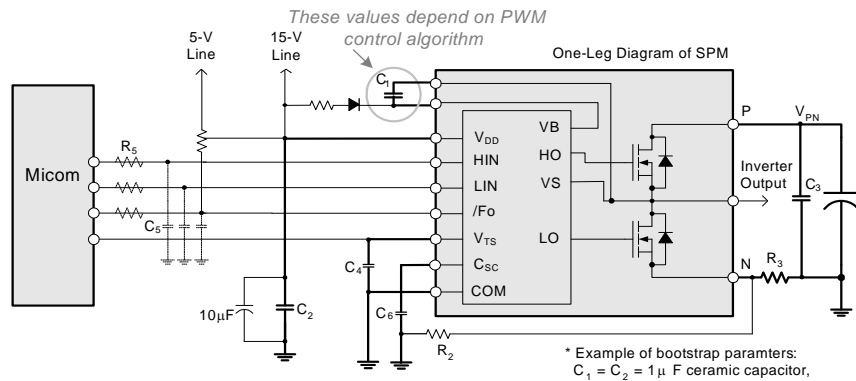 These values depend on PWM
control algorithm
5-V
Line
15-V
Line
One-Leg Diagram of SPM
C1
P
VPN
Micom
R5
VDD
HIN
LIN
/Fo
VTS
CSC
COM
VB
HO
VS
LO
Inverter
Output
C3
C5
C4
N
R3
10μF
C2
C6
R2
* Example of bootstrap paramters:
C1 = C2 = 1μ F ceramic capacitor,